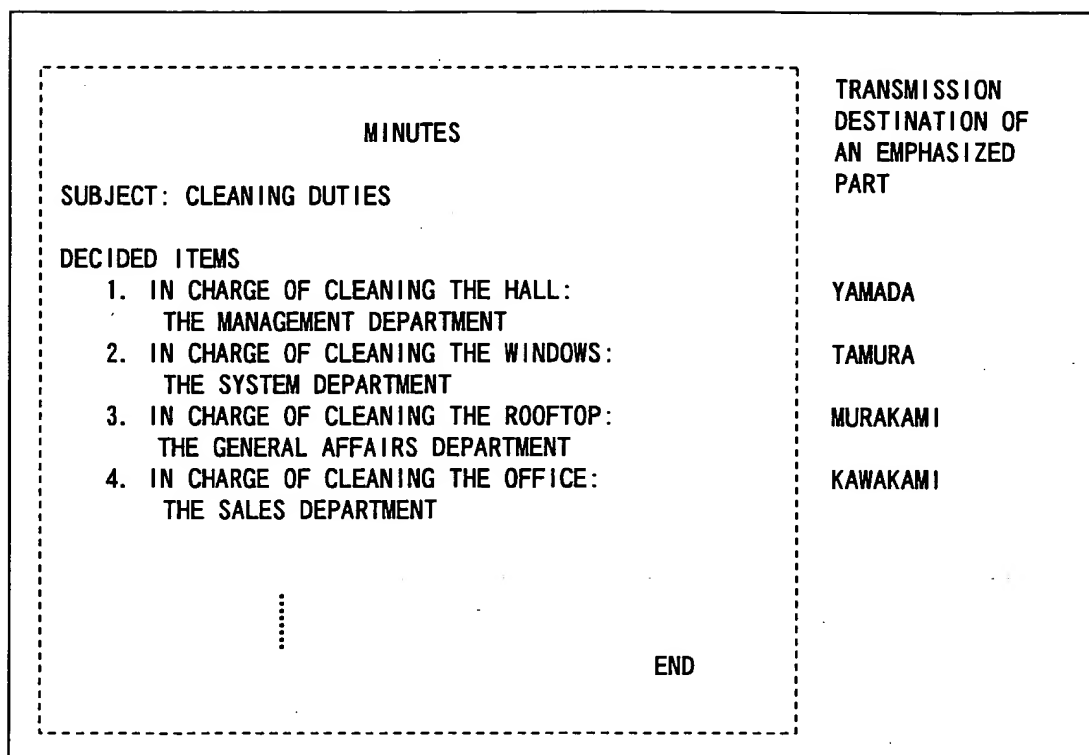 MINUTES
SUBJECT: CLEANING DUTIES
DECIDED ITEMS
1. IN CHARGE OF CLEANING THE HALL:
THE MANAGEMENT DEPARTMENT
2. IN CHARGE OF CLEANING THE WINDOWS:
THE SYSTEM DEPARTMENT
3. IN CHARGE OF CLEANING THE ROOFTOP:
THE GENERAL AFFAIRS DEPARTMENT
4. IN CHARGE OF CLEANING THE OFFICE:
THE SALES DEPARTMENT
END
TRANSMISSION
DESTINATION OF
AN EMPHASIZED
PART
YAMADA
TAMURA
MURAKAMI
KAWAKAMI